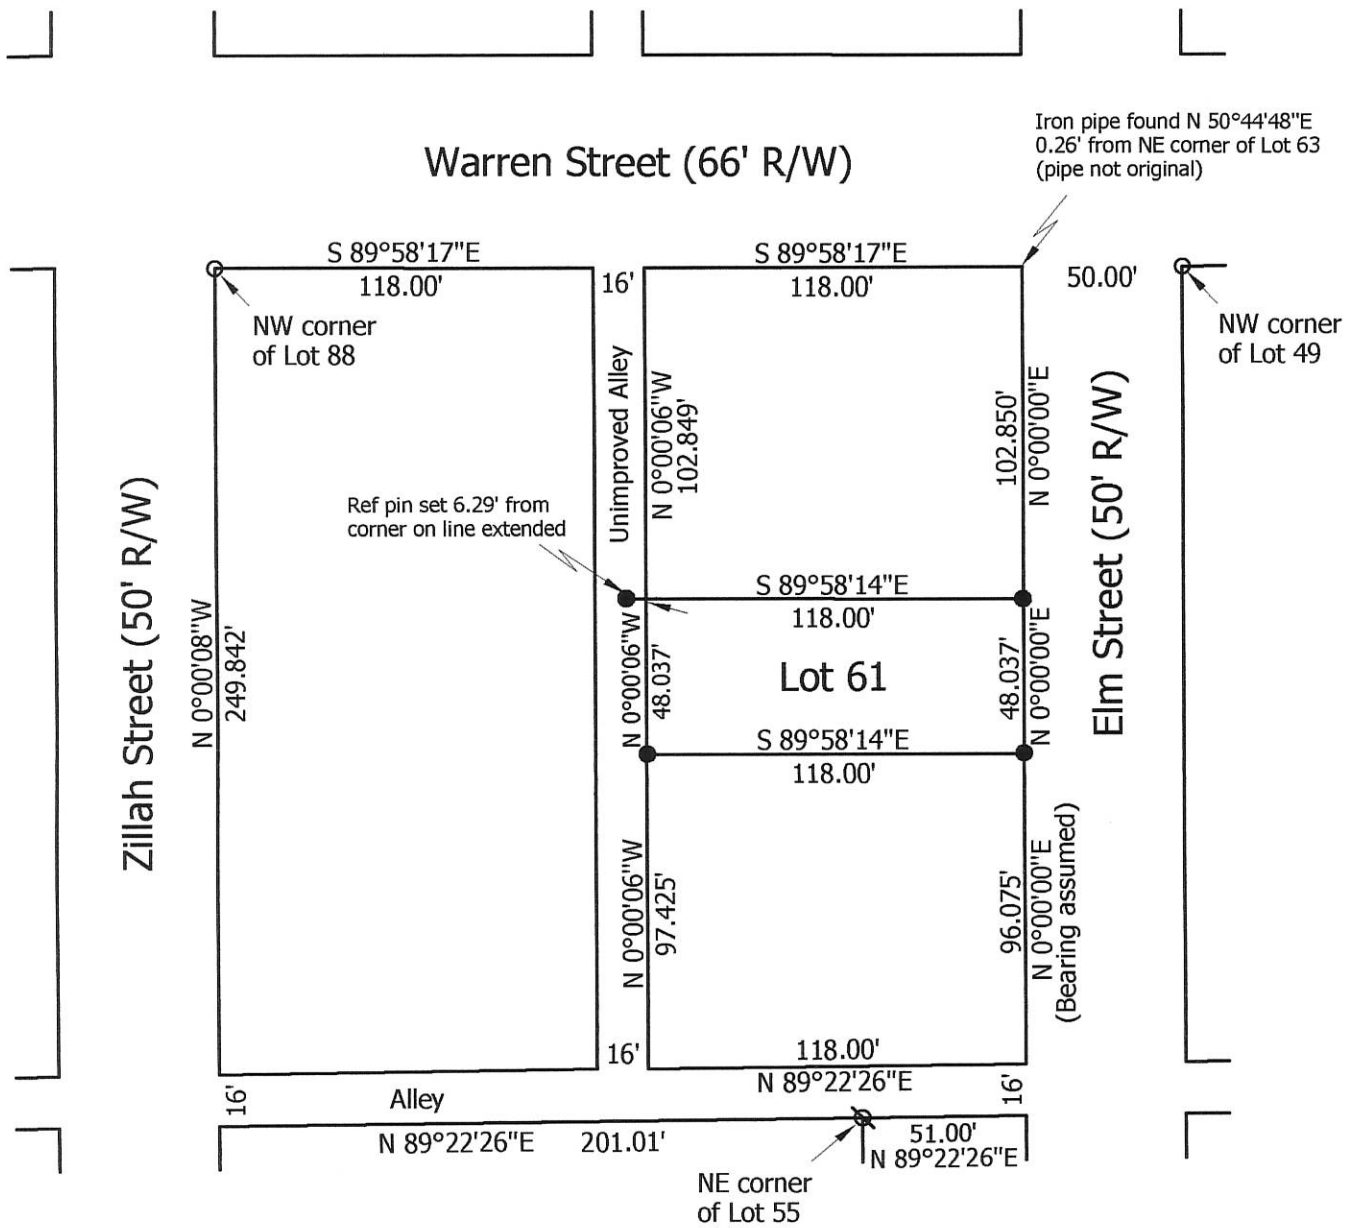 Iron pipe found N 50°44'48"E
0.26' from NE corner of Lot 63
(pipe not original)
Warren Street (66' R/W)
S 89°58'17"E
118.00'
16'
S 89°58'17"E
118.00'
50.00'
NW corner
of Lot 88
NW corner
of Lot 49
Unimproved Alley
N 0°00'06"W
102.849'
102.850'
N 0°00'00"E
Elm Street (50' R/W)
Zillah Street (50' R/W)
Ref pin set 6.29' from
corner on line extended
N 0°00'08"W
249.842'
S 89°58'14"E
118.00'
N 0°00'06"W
48.037'
Lot 61
48.037'
N 0°00'00"E
S 89°58'14"E
118.00'
N 0°00'06"W
97.425'
96.075'
N 0°00'00"E
(Bearing assumed)
16'
118.00'
N 89°22'26"E
16'
16'
Alley
N 89°22'26"E
201.01'
51.00'
N 89°22'26"E
NE corner
of Lot 55